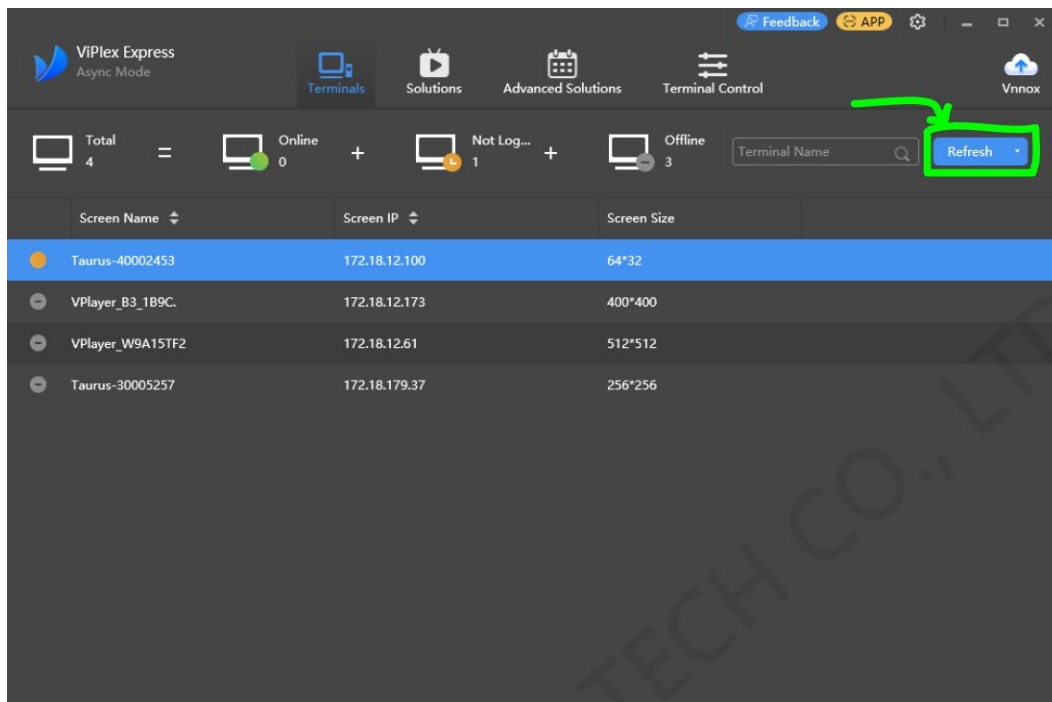 Feedback APP
ViPlex Express
Async Mode
Terminals Solutions Advanced Solutions Terminal Control Vnnox
Total Online Not Log... Offline
4 = 0 + 1 + 3 Terminal Name Refresh
Screen Name Screen IP Screen Size
Taurus-40002453 172.18.12.100 64*32
VPlayer_B3_1B9C. 172.18.12.173 400*400
VPlayer_W9A15TF2 172.18.12.61 512*512
Taurus-30005257 172.18.179.37 256*256
TECH CO., LTD